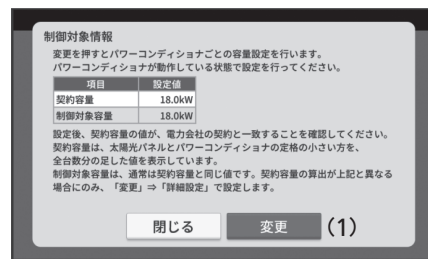 制御対象情報
変更を押すとパワーコンディショナごとの容量設定を行います。
パワーコンディショナが動作している状態で設定を行ってください。
項目 設定値
契約容量 18.0kW
制御対象容量 18.0kW
設定後、契約容量の値が、電力会社の契約と一致することを確認してください。
契約容量は、太陽光パネルとパワーコンディショナの定格の小さい方を、
全台数分の足した値を表示しています。
制御対象容量は、通常は契約容量と同じ値です。契約容量の算出が上記と異なる
場合にのみ、「変更」⇒「詳細設定」で設定します。
閉じる 変更 (1)